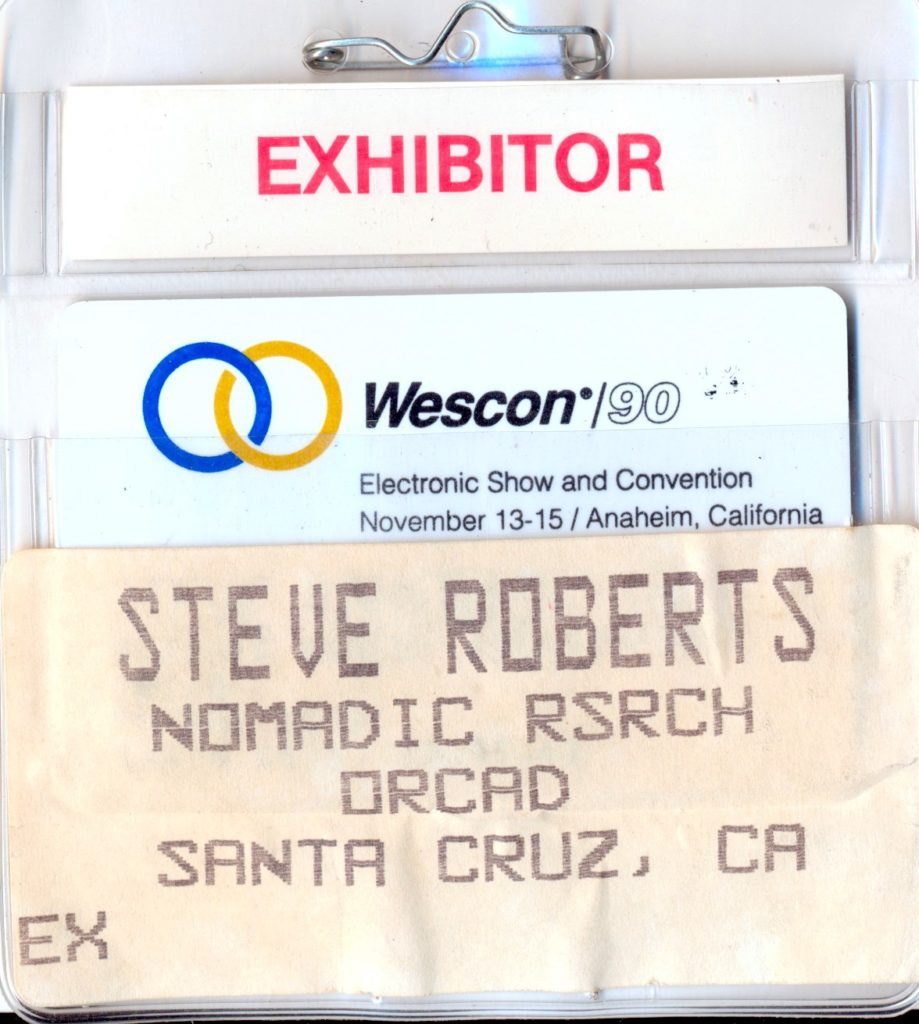 EXHIBITOR
Wescon®/90
Electronic Show and Convention
November 13-15 / Anaheim, California
STEVE ROBERTS
NOMADIC RSRCH
ORCAD
SANTA CRUZ, CA
EX